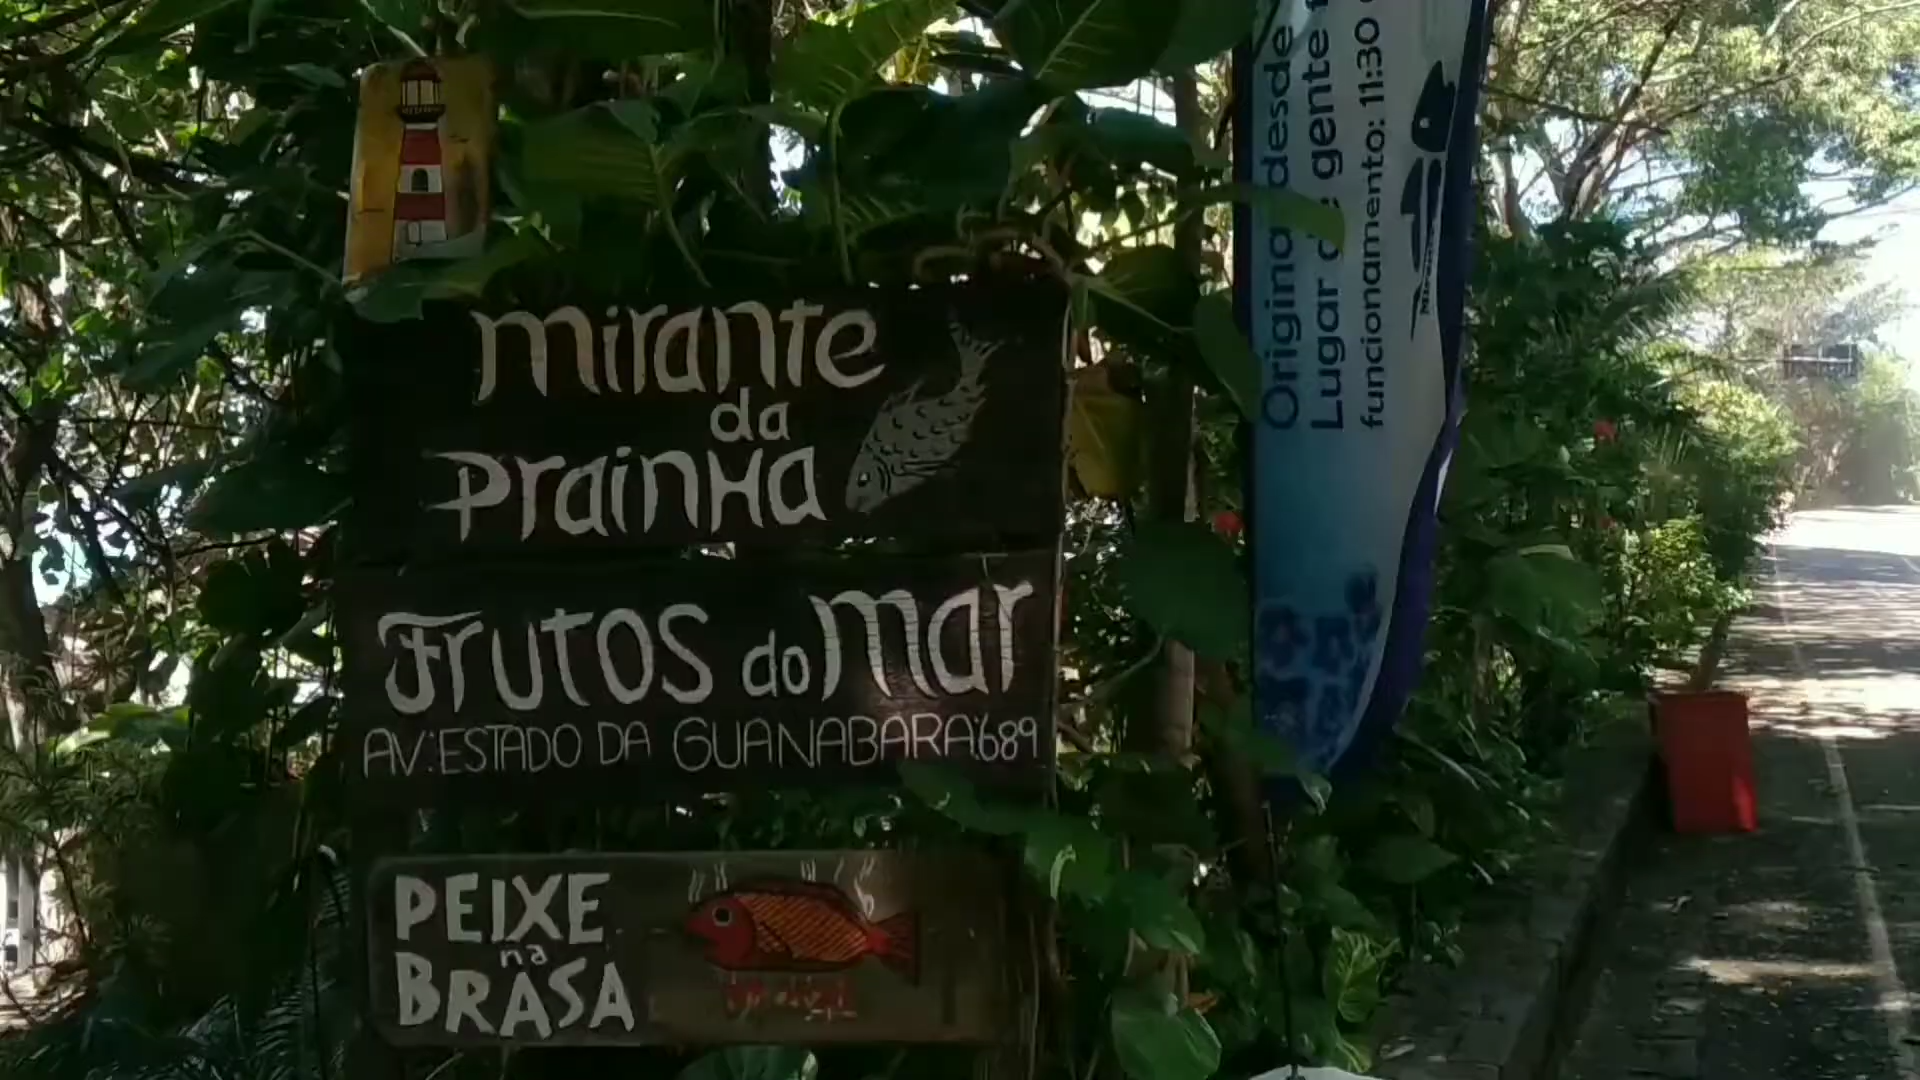 mirante
da
PrainHa
FrUTOS do mar
AV: ESTADO DA GUANABARA: 689
PEIXE
na
BRASA
Origina desde
Lugar de gente
funcionamento: 11:30